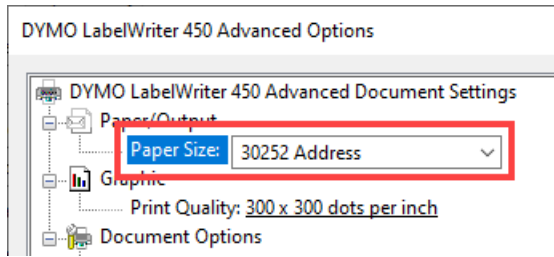 DYMO LabelWriter 450 Advanced Options
DYMO LabelWriter 450 Advanced Document Settings
Paper/Output
Paper Size: 30252 Address
Graphic
Print Quality: 300 x 300 dots per inch
Document Options